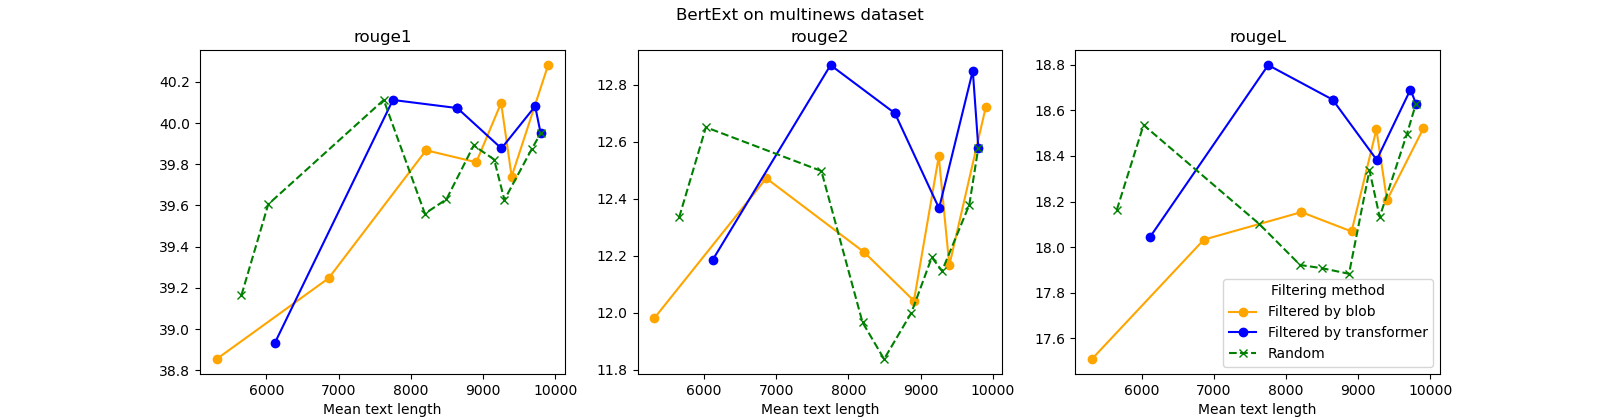 BertExt on multinews dataset
rouge1
40.2
40.0
39.8
39.6
39.4
39.2
39.0
38.8
6000 7000 8000 9000 10000
Mean text length
rouge2
12.8
12.6
12.4
12.2
12.0
11.8
6000 7000 8000 9000 10000
Mean text length
rougeL
18.8
18.6
18.4
18.2
18.0
17.8
17.6
6000 7000 8000 9000 10000
Mean text length
Filtering method
Filtered by blob
Filtered by transformer
Random